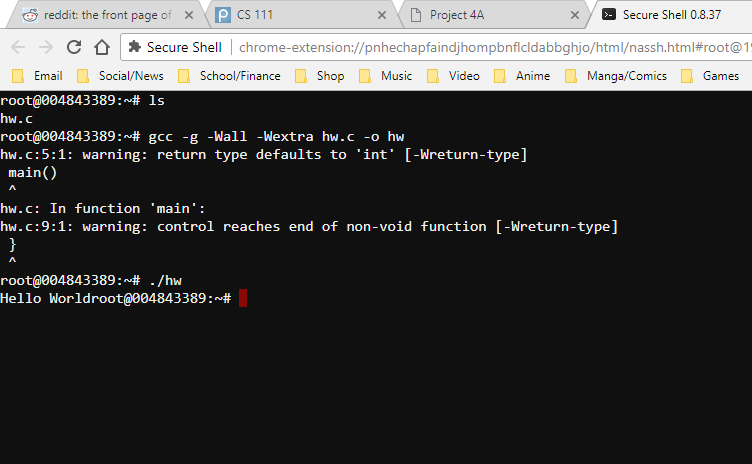 reddit: the front page of
CS 111
Project 4A
Secure Shell 0.8.37
Secure Shell chrome-extension://pnhechapfaindjhompbnflcldabbghjo/html/nassh.html#root@19
Email Social/News School/Finance Shop Music Video Anime Manga/Comics Games
root@004843389:~# ls
hw.c
root@004843389:~# gcc -g -Wall -Wextra hw.c -o hw
hw.c:5:1: warning: return type defaults to 'int' [-Wreturn-type]
main()
^
hw.c: In function 'main':
hw.c:9:1: warning: control reaches end of non-void function [-Wreturn-type]
}
^
root@004843389:~# ./hw
Hello Worldroot@004843389:~#